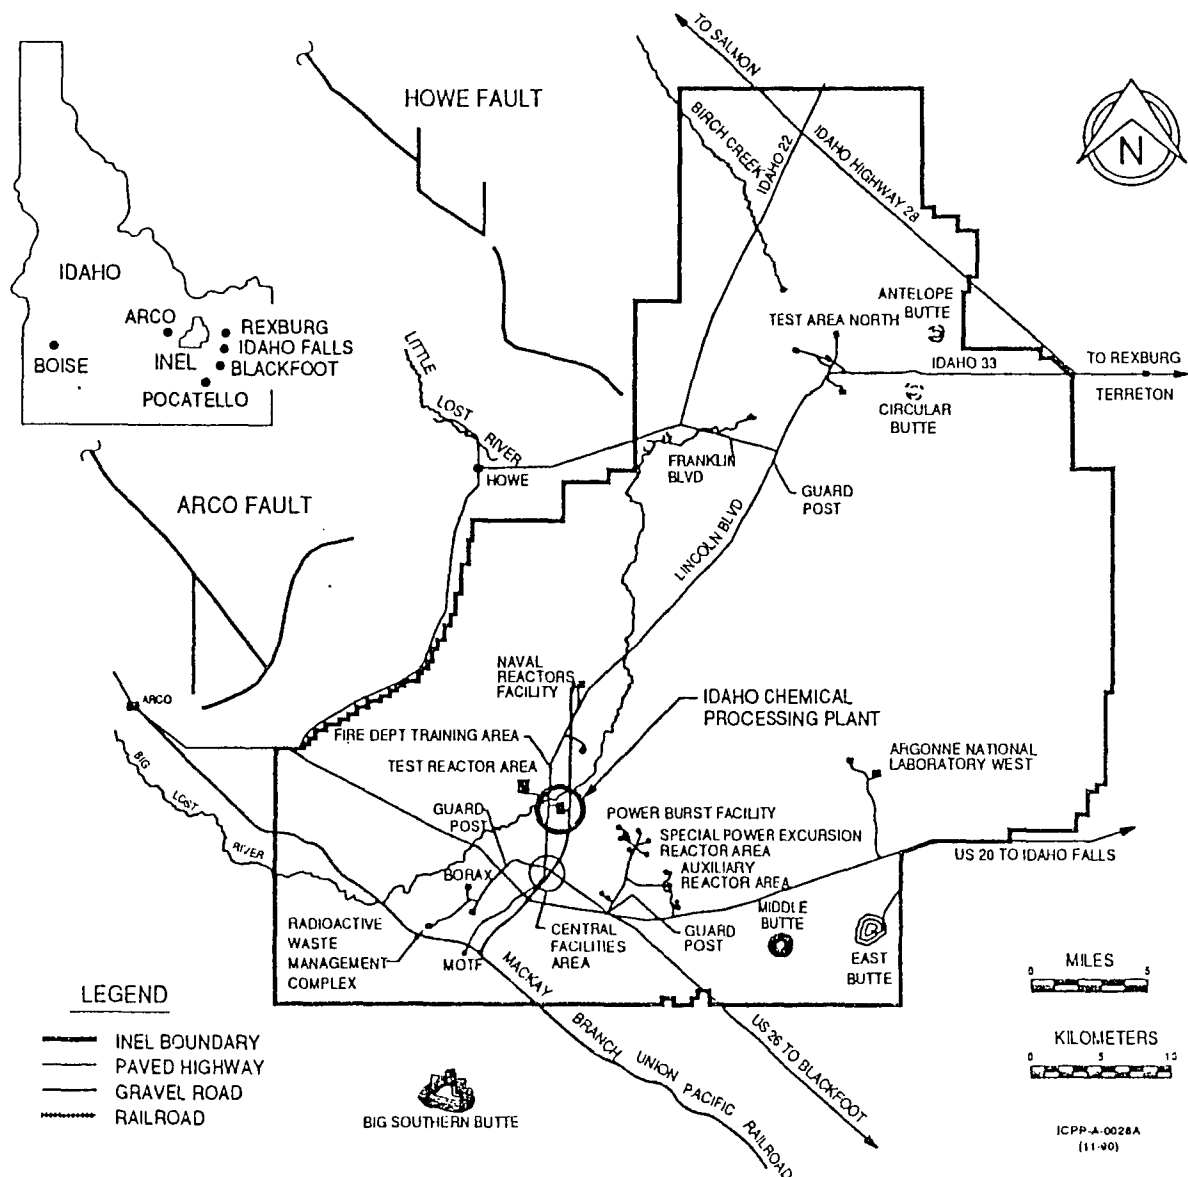 TO SALMON
HOWE FAULT
BIRCH CREEK
IDAHO 22
IDAHO HIGHWAY 28
N
IDAHO
ARCO
REXBURG
INEL
IDAHO FALLS
BOISE
BLACKFOOT
POCATELLO
ANTELOPE
BUTTE
TEST AREA NORTH
IDAHO 33
TO REXBURG
TERRETON
CIRCULAR
BUTTE
LITTLE
LOST
RIVER
HOWE
FRANKLIN
BLVD
GUARD
POST
LINCOLN BLVD
ARCO FAULT
NAVAL
REACTORS
FACILITY
IDAHO CHEMICAL
PROCESSING PLANT
ARCO
FIRE DEPT TRAINING AREA
TEST REACTOR AREA
ARGONNE NATIONAL
LABORATORY WEST
BIG
LOST
RIVER
GUARD
POST
POWER BURST FACILITY
SPECIAL POWER EXCURSION
REACTOR AREA
AUXILIARY
REACTOR AREA
US 20 TO IDAHO FALLS
BORAX
RADIOACTIVE
WASTE
MANAGEMENT
COMPLEX
MOTF
CENTRAL
FACILITIES
AREA
GUARD
POST
MIDDLE
BUTTE
EAST
BUTTE
MACKAY
BRANCH UNION PACIFIC RAILROAD
US 26 TO BLACKFOOT
MILES
0 5
KILOMETERS
0 5 10
LEGEND
INEL BOUNDARY
PAVED HIGHWAY
GRAVEL ROAD
RAILROAD
BIG SOUTHERN BUTTE
ICPP-A-0028A
(11-90)